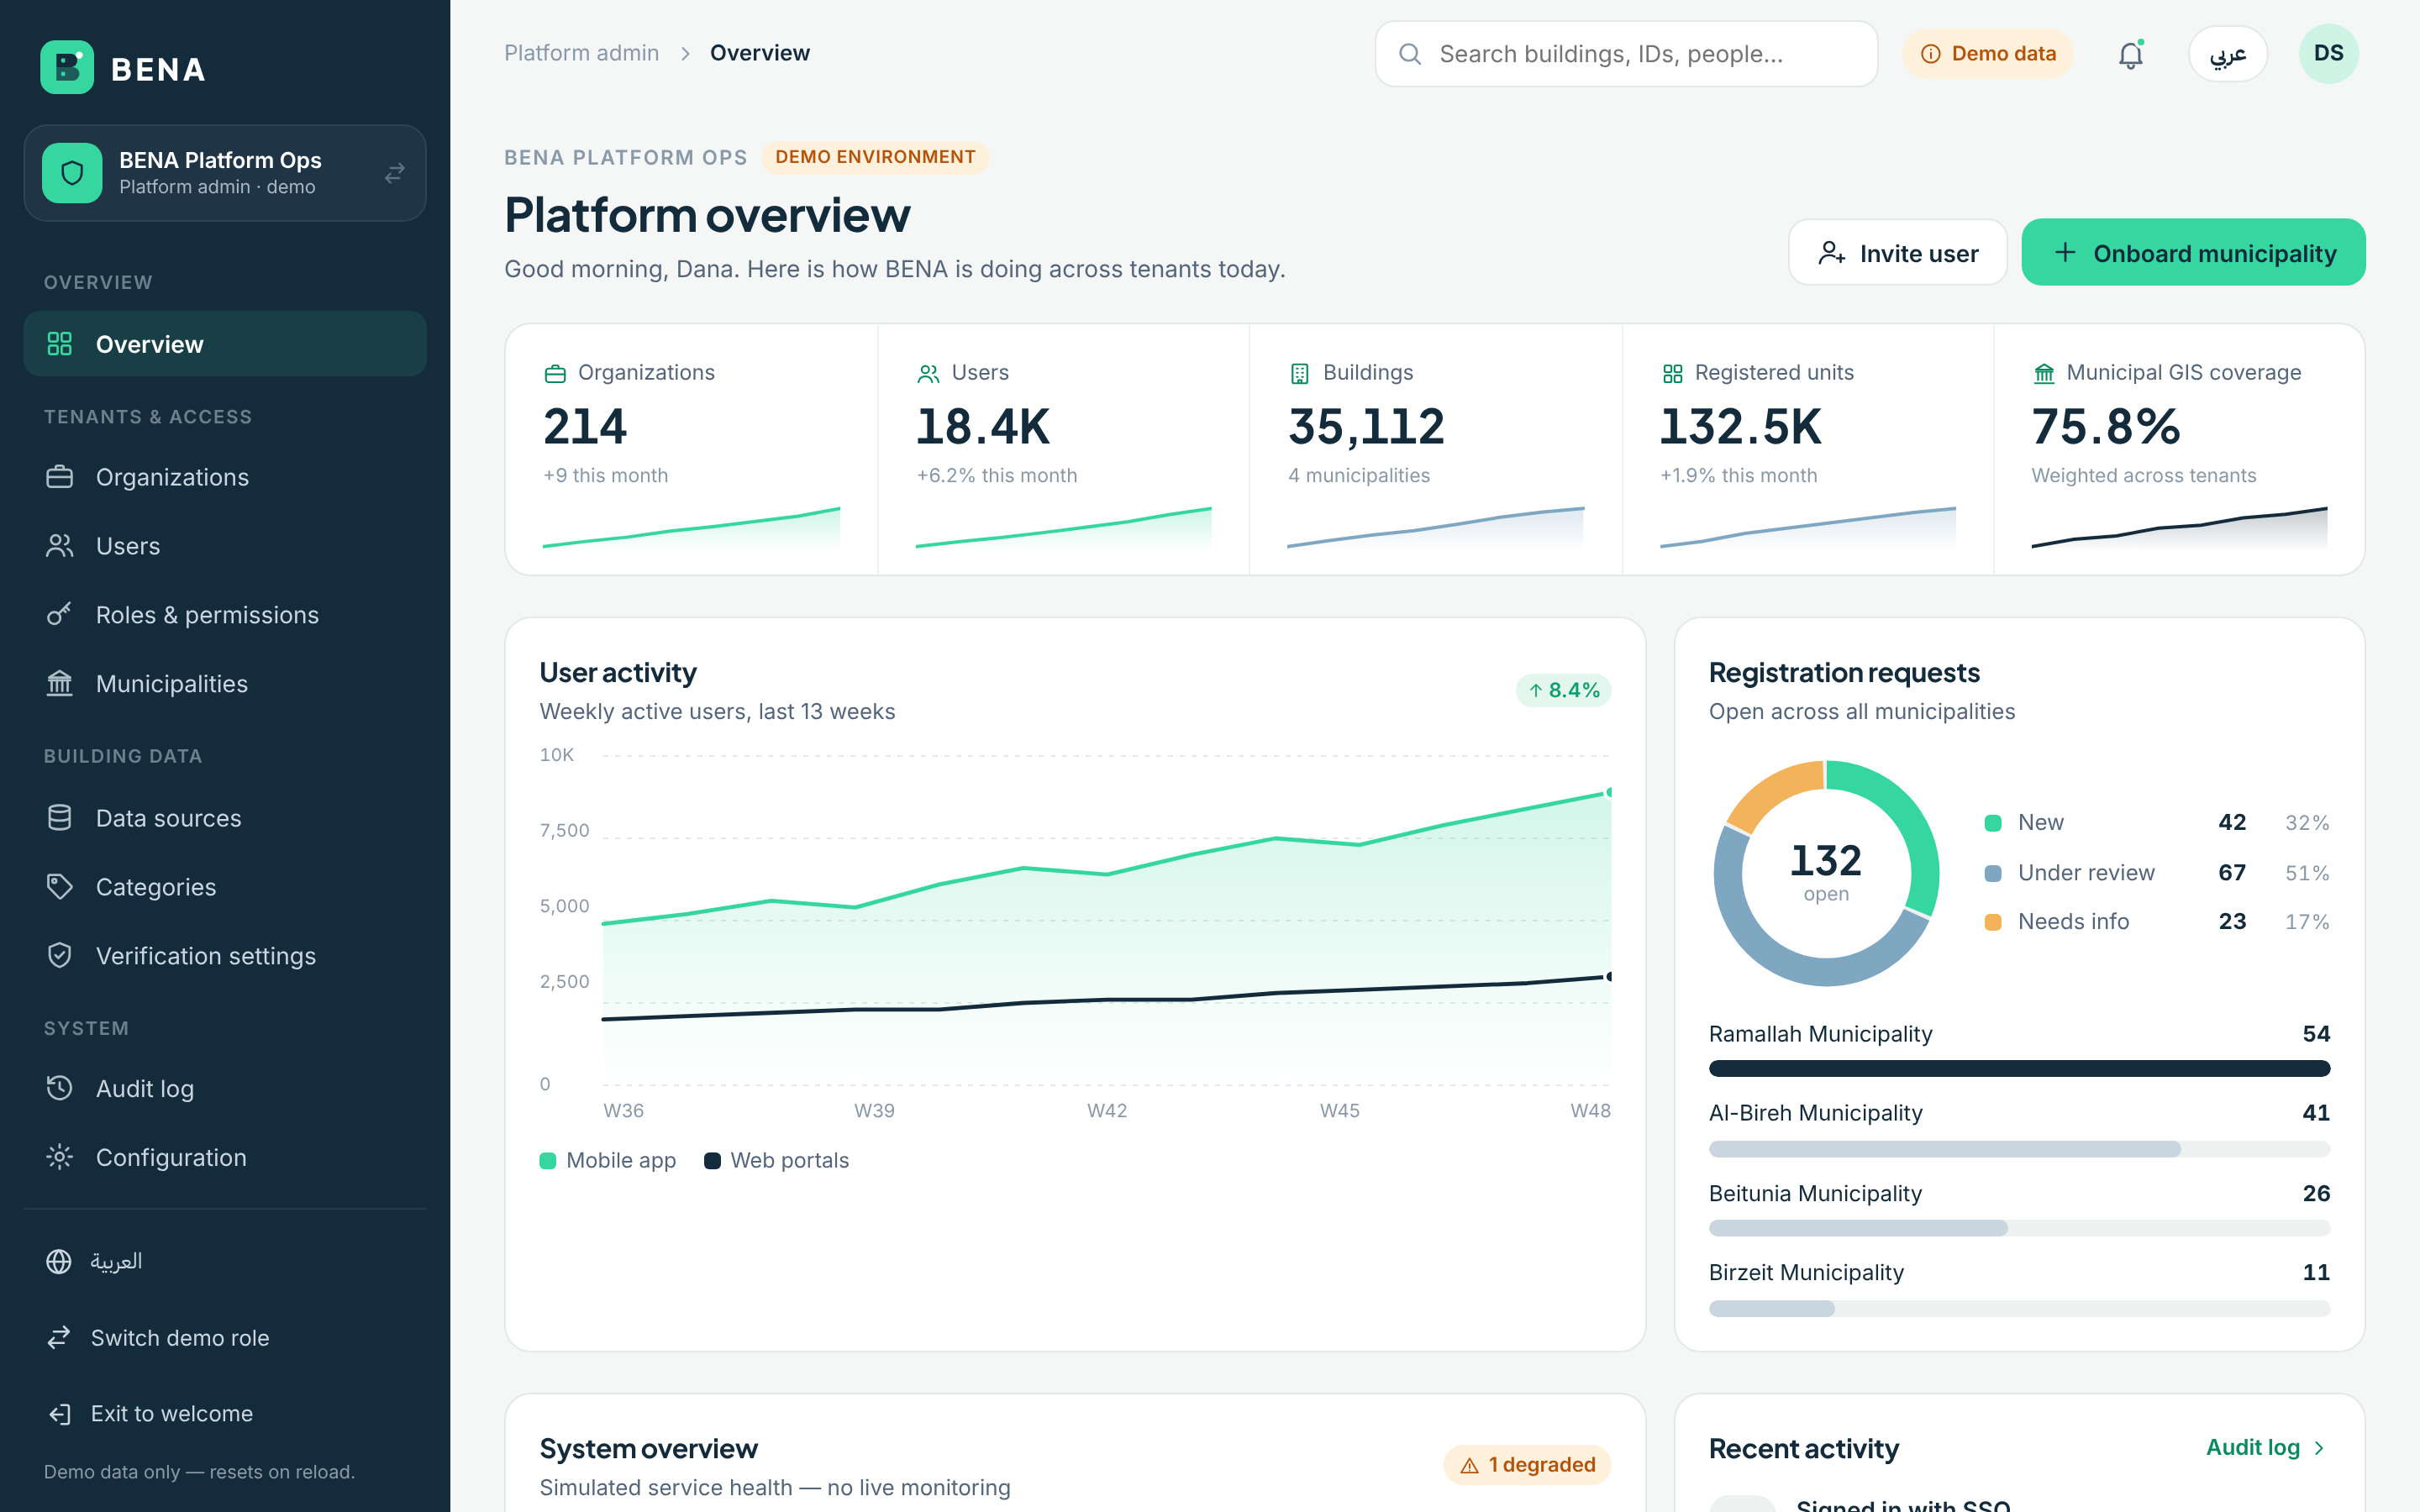 BENA
BENA Platform Ops
Platform admin · demo
OVERVIEW
Overview
TENANTS & ACCESS
Organizations
Users
Roles & permissions
Municipalities
BUILDING DATA
Data sources
Categories
Verification settings
SYSTEM
Audit log
Configuration
العربية
Switch demo role
Exit to welcome
Demo data only — resets on reload.
Platform admin > Overview
Search buildings, IDs, people...
Demo data
عربي
DS
BENA PLATFORM OPS DEMO ENVIRONMENT
Platform overview
Good morning, Dana. Here is how BENA is doing across tenants today.
Invite user
Onboard municipality
Organizations
214
+9 this month
Users
18.4K
+6.2% this month
Buildings
35,112
4 municipalities
Registered units
132.5K
+1.9% this month
Municipal GIS coverage
75.8%
Weighted across tenants
User activity
Weekly active users, last 13 weeks
↑ 8.4%
10K
7,500
5,000
2,500
0
W36 W39 W42 W45 W48
Mobile app Web portals
Registration requests
Open across all municipalities
132
open
New 42 32%
Under review 67 51%
Needs info 23 17%
Ramallah Municipality 54
Al-Bireh Municipality 41
Beitunia Municipality 26
Birzeit Municipality 11
System overview
Simulated service health — no live monitoring
1 degraded
Recent activity
Audit log >
Signed in with SSO